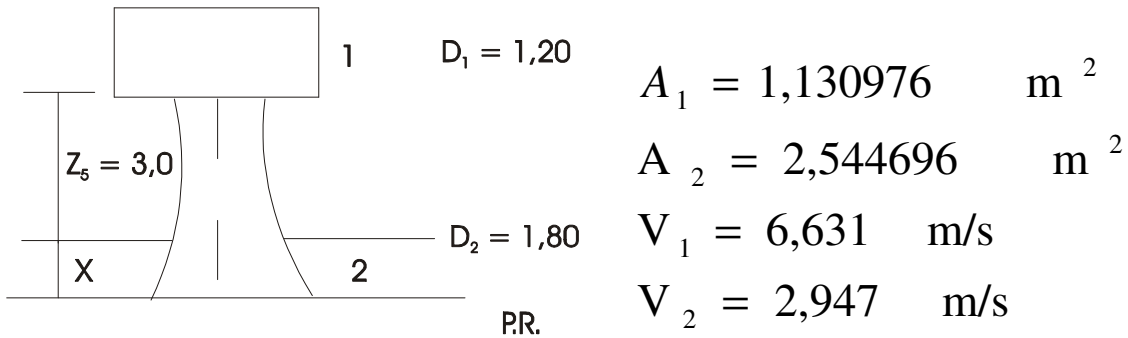 1
D₁ = 1,20
Z₅ = 3,0
D₂ = 1,80
X
2
P.R.
A₁ = 1,130976 m²
A₂ = 2,544696 m²
V₁ = 6,631 m/s
V₂ = 2,947 m/s